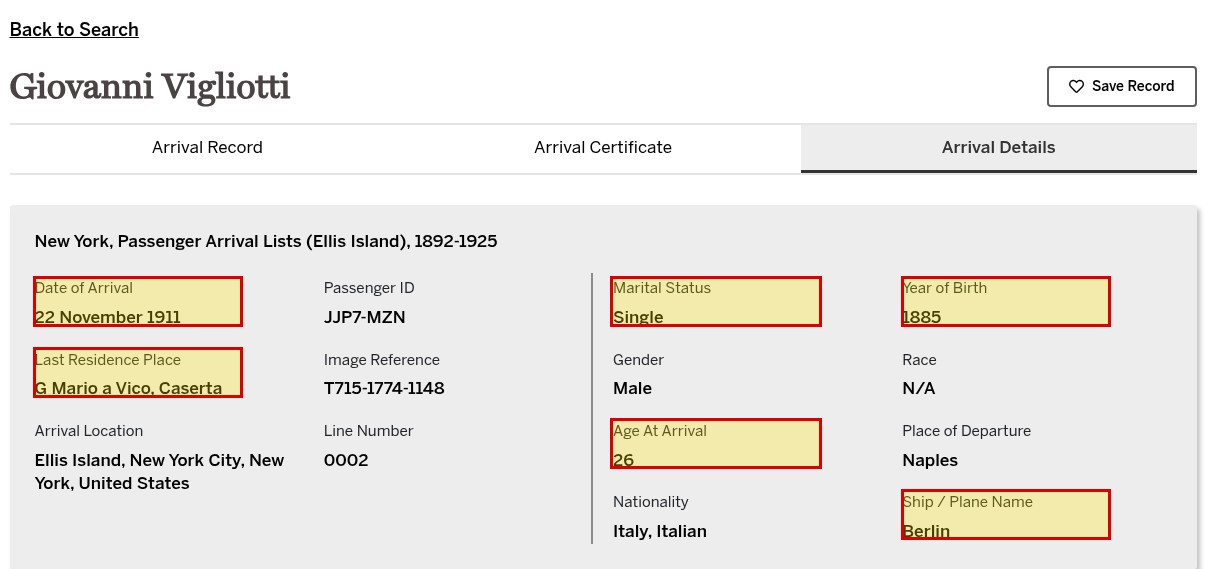 Back to Search
Giovanni Vigliotti
Save Record
Arrival Record
Arrival Certificate
Arrival Details
New York, Passenger Arrival Lists (Ellis Island), 1892-1925
Date of Arrival
22 November 1911
Last Residence Place
G Mario a Vico, Caserta
Arrival Location
Ellis Island, New York City, New
York, United States
Passenger ID
JJP7-MZN
Image Reference
T715-1774-1148
Line Number
0002
Marital Status
Single
Gender
Male
Age At Arrival
26
Nationality
Italy, Italian
Year of Birth
1885
Race
N/A
Place of Departure
Naples
Ship / Plane Name
Berlin